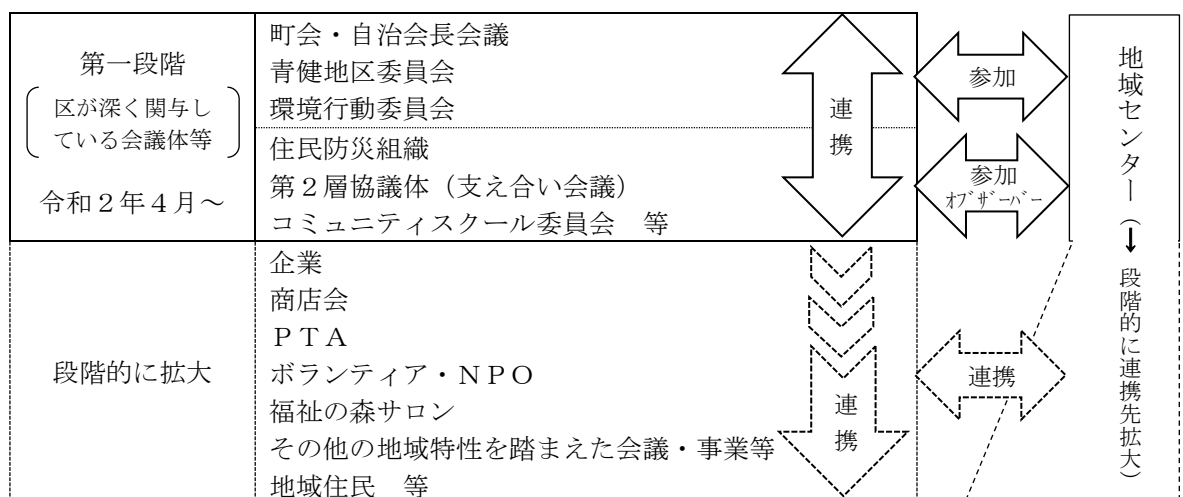 第一段階
区が深く関与し
ている会議体等
令和２年４月～
町会・自治会長会議
青健地区委員会
環境行動委員会
住民防災組織
第２層協議体（支え合い会議）
コミュニティスクール委員会　等
連携
参加
参加
ｵﾌﾞｻﾞｰﾊﾞｰ
地域センター（➡段階的に連携先拡大）
段階的に拡大
企業
商店会
ＰＴＡ
ボランティア・ＮＰＯ
福祉の森サロン
その他の地域特性を踏まえた会議・事業等
地域住民　等
連携
連携